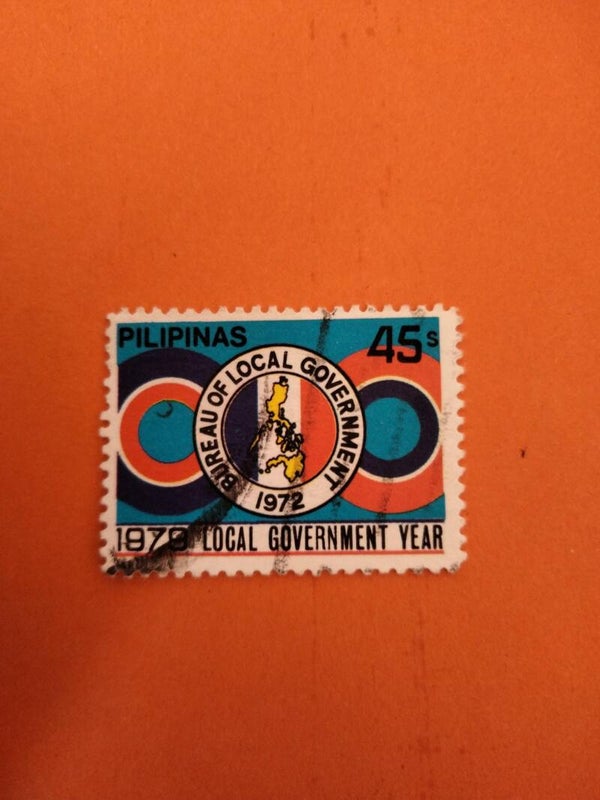 PILIPINAS
45s
BUREAU OF LOCAL GOVERNMENT
1972
1979 LOCAL GOVERNMENT YEAR